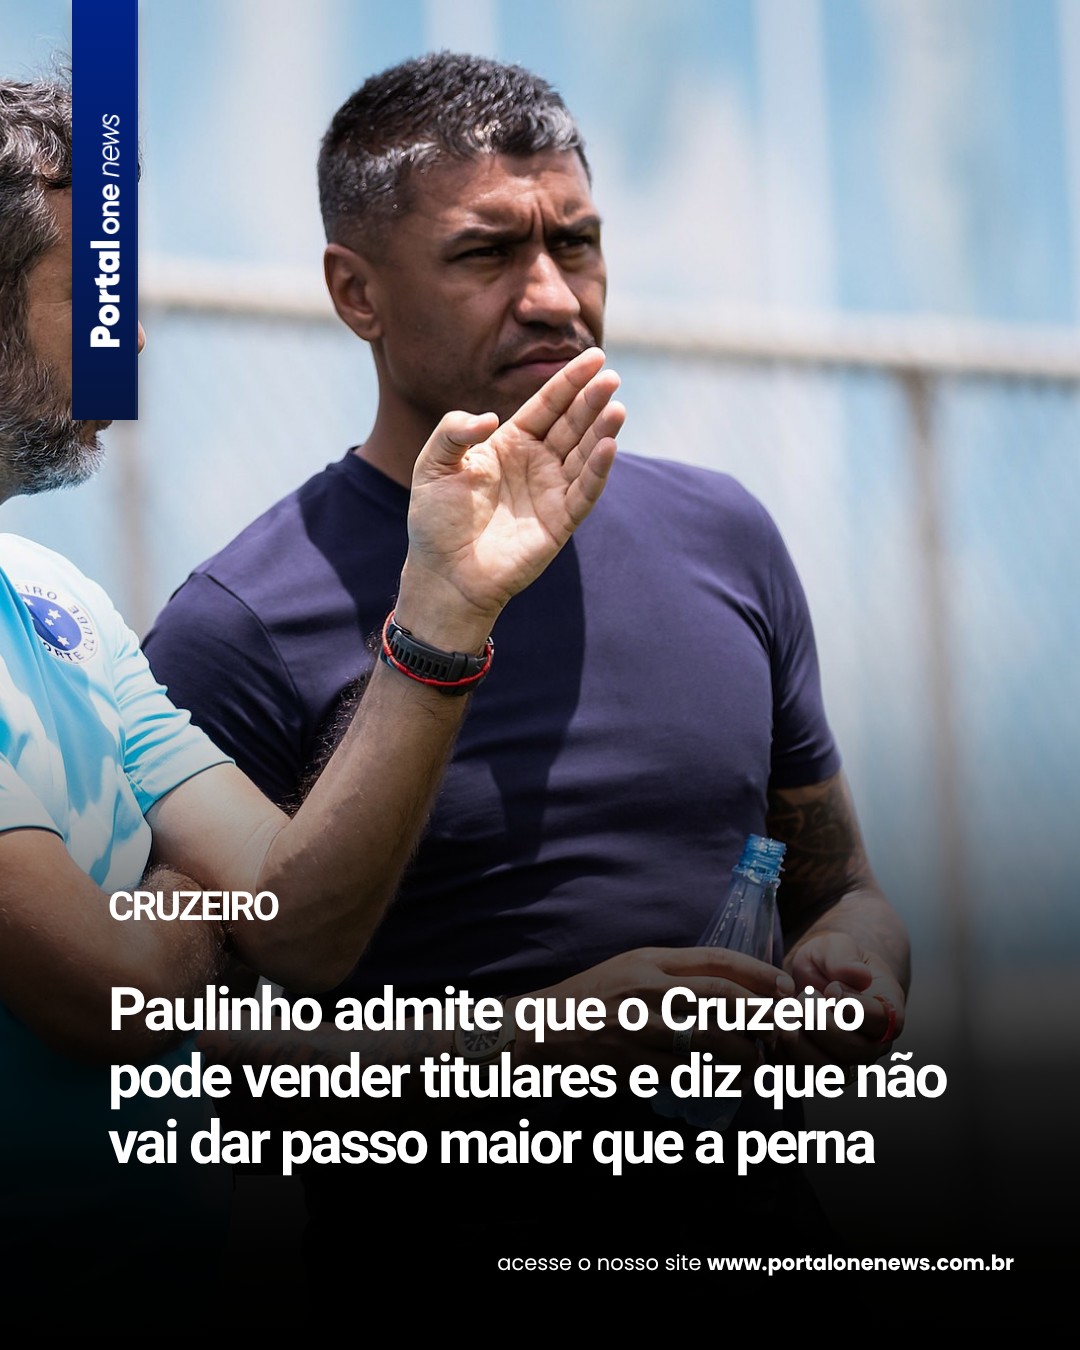 Portal one news
CRUZEIRO
Paulinho admite que o Cruzeiro
pode vender titulares e diz que não
vai dar passo maior que a perna
acesse o nosso site www.portalonenews.com.br